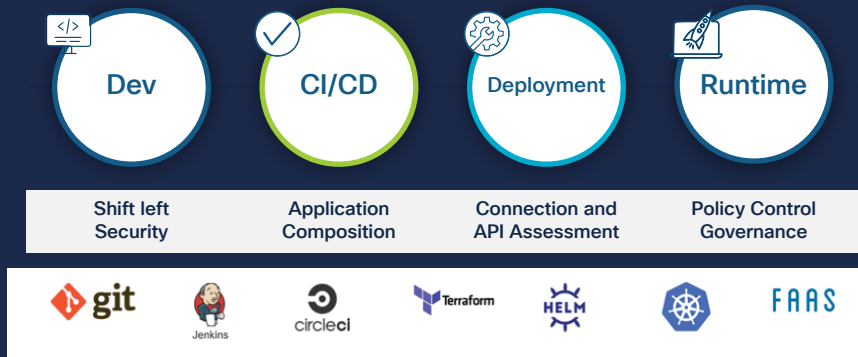 </>
Dev
CI/CD
Deployment
Runtime
Shift left
Security
Application
Composition
Connection and
API Assessment
Policy Control
Governance
git
Jenkins
circleci
Terraform
HELM
FAAS